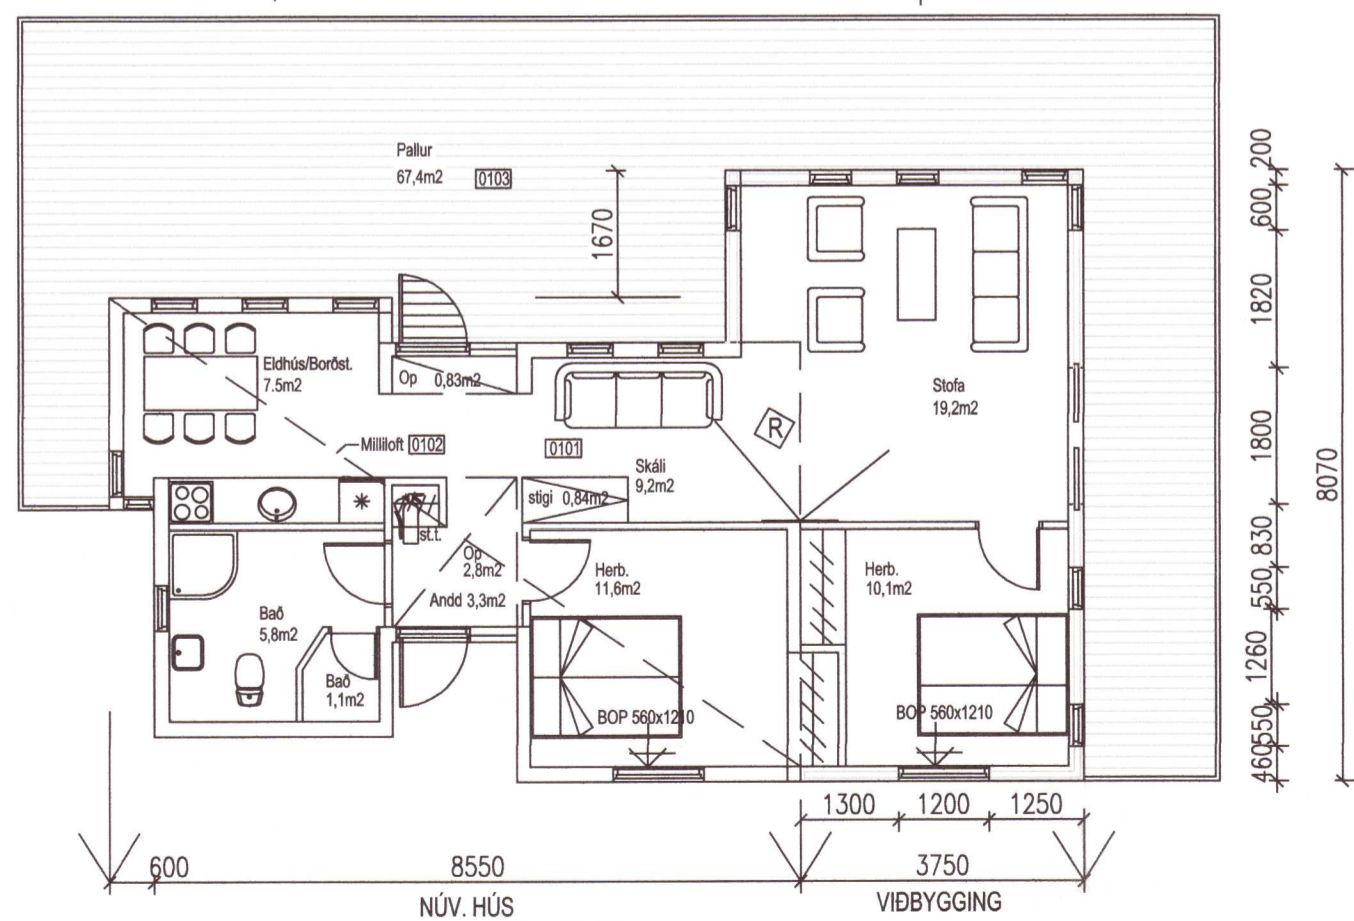 Pallur
67,4m2 0103
1670
Eldhús/Borðst.
7.5m2
Op 0,83m2
Milliloft 0102
0101
R
Stofa
19,2m2
Skáli
9,2m2
stigi 0,84m2
st.t.
Op
2,8m2
Andd 3,3m2
Herb.
11,6m2
Herb.
10,1m2
Bað
5,8m2
Bað
1,1m2
BOP 560x1210
BOP 560x1210
200
600
1820
1800
830
550
1260
550
460
8070
1300 1200 1250
600 8550 3750
NÚV. HÚS VIÐBYGGING